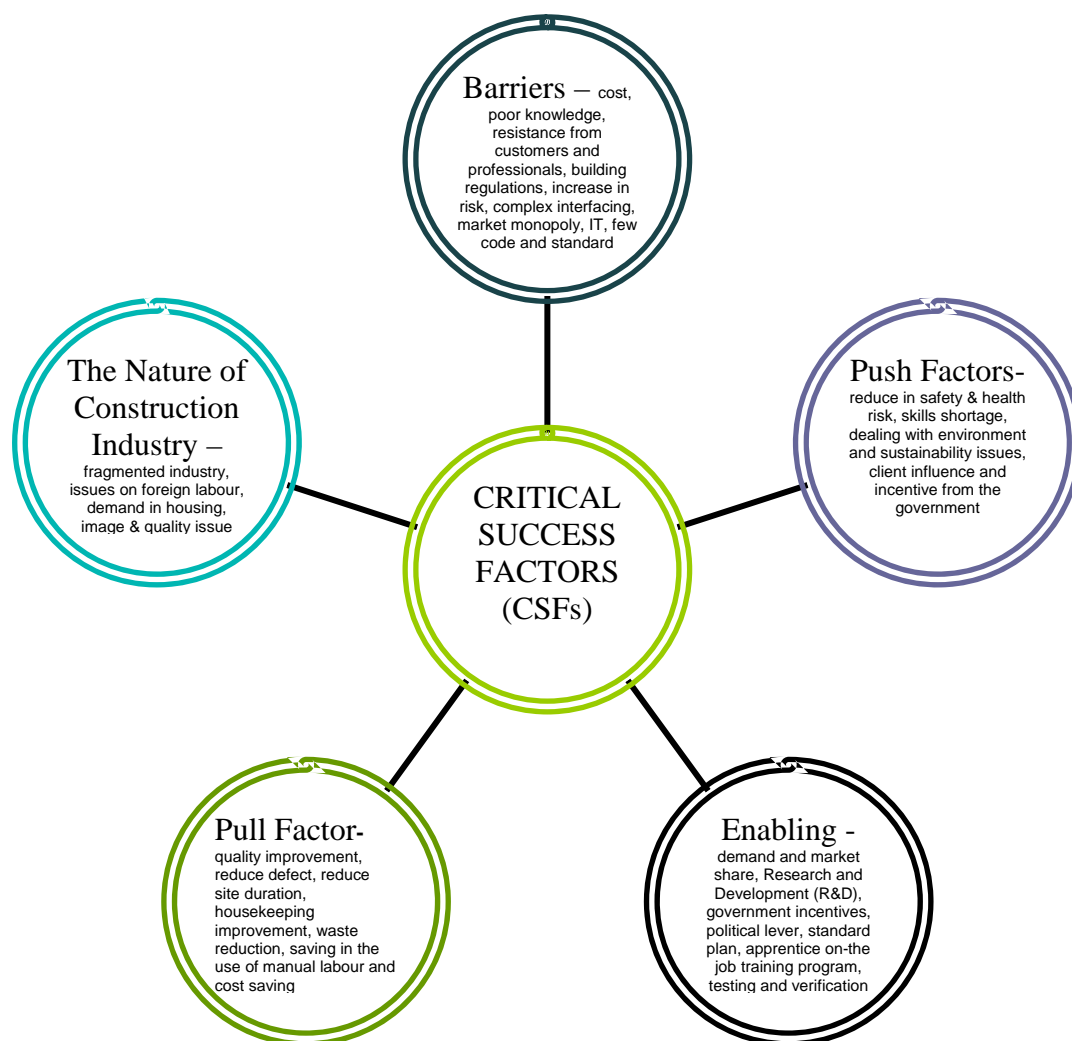 Barriers – cost,
poor knowledge,
resistance from
customers and
professionals, building
regulations, increase in
risk, complex interfacing,
market monopoly, IT, few
code and standard
The Nature of
Construction
Industry –
fragmented industry,
issues on foreign labour,
demand in housing,
image & quality issue
Push Factors-
reduce in safety & health
risk, skills shortage,
dealing with environment
and sustainability issues,
client influence and
incentive from the
government
CRITICAL
SUCCESS
FACTORS
(CSFs)
Pull Factor-
quality improvement,
reduce defect, reduce
site duration,
housekeeping
improvement, waste
reduction, saving in the
use of manual labour and
cost saving
Enabling -
demand and market
share, Research and
Development (R&D),
government incentives,
political lever, standard
plan, apprentice on-the
job training program,
testing and verification